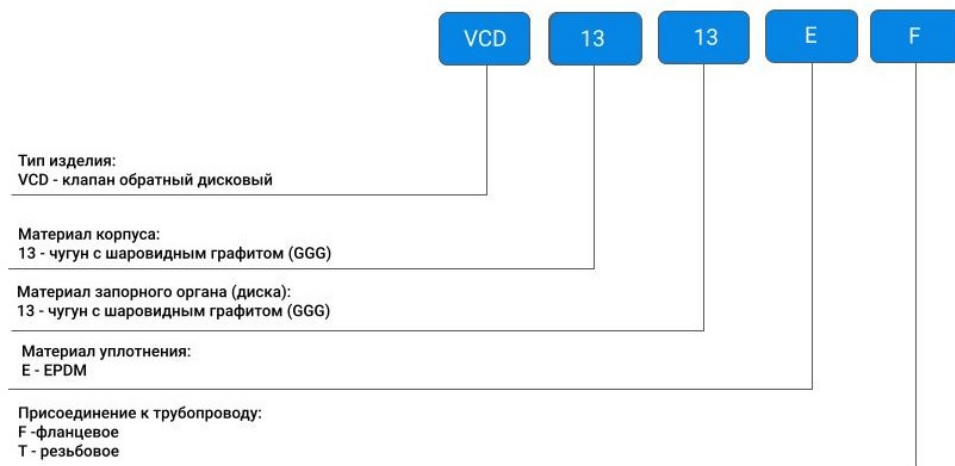 VCD 13 13 E F
Тип изделия:
VCD - клапан обратный дисковый
Материал корпуса:
13 - чугун с шаровидным графитом (GGG)
Материал запорного органа (диска):
13 - чугун с шаровидным графитом (GGG)
Материал уплотнения:
E - EPDM
Присоединение к трубопроводу:
F -фланцевое
T - резьбовое